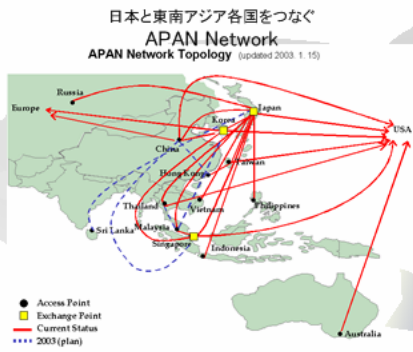 日本と東南アジア各国をつなぐ
APAN Network
APAN Network Topology (updated 2003. 1. 15)
Russia
Europe
Japan
Korea
USA
China
Taiwan
Hong Kong
Thailand
Vietnam
Philippines
Sri Lanka
Malaysia
Singapore
Indonesia
Australia
Access Point
Exchange Point
Current Status
2003 (plan)